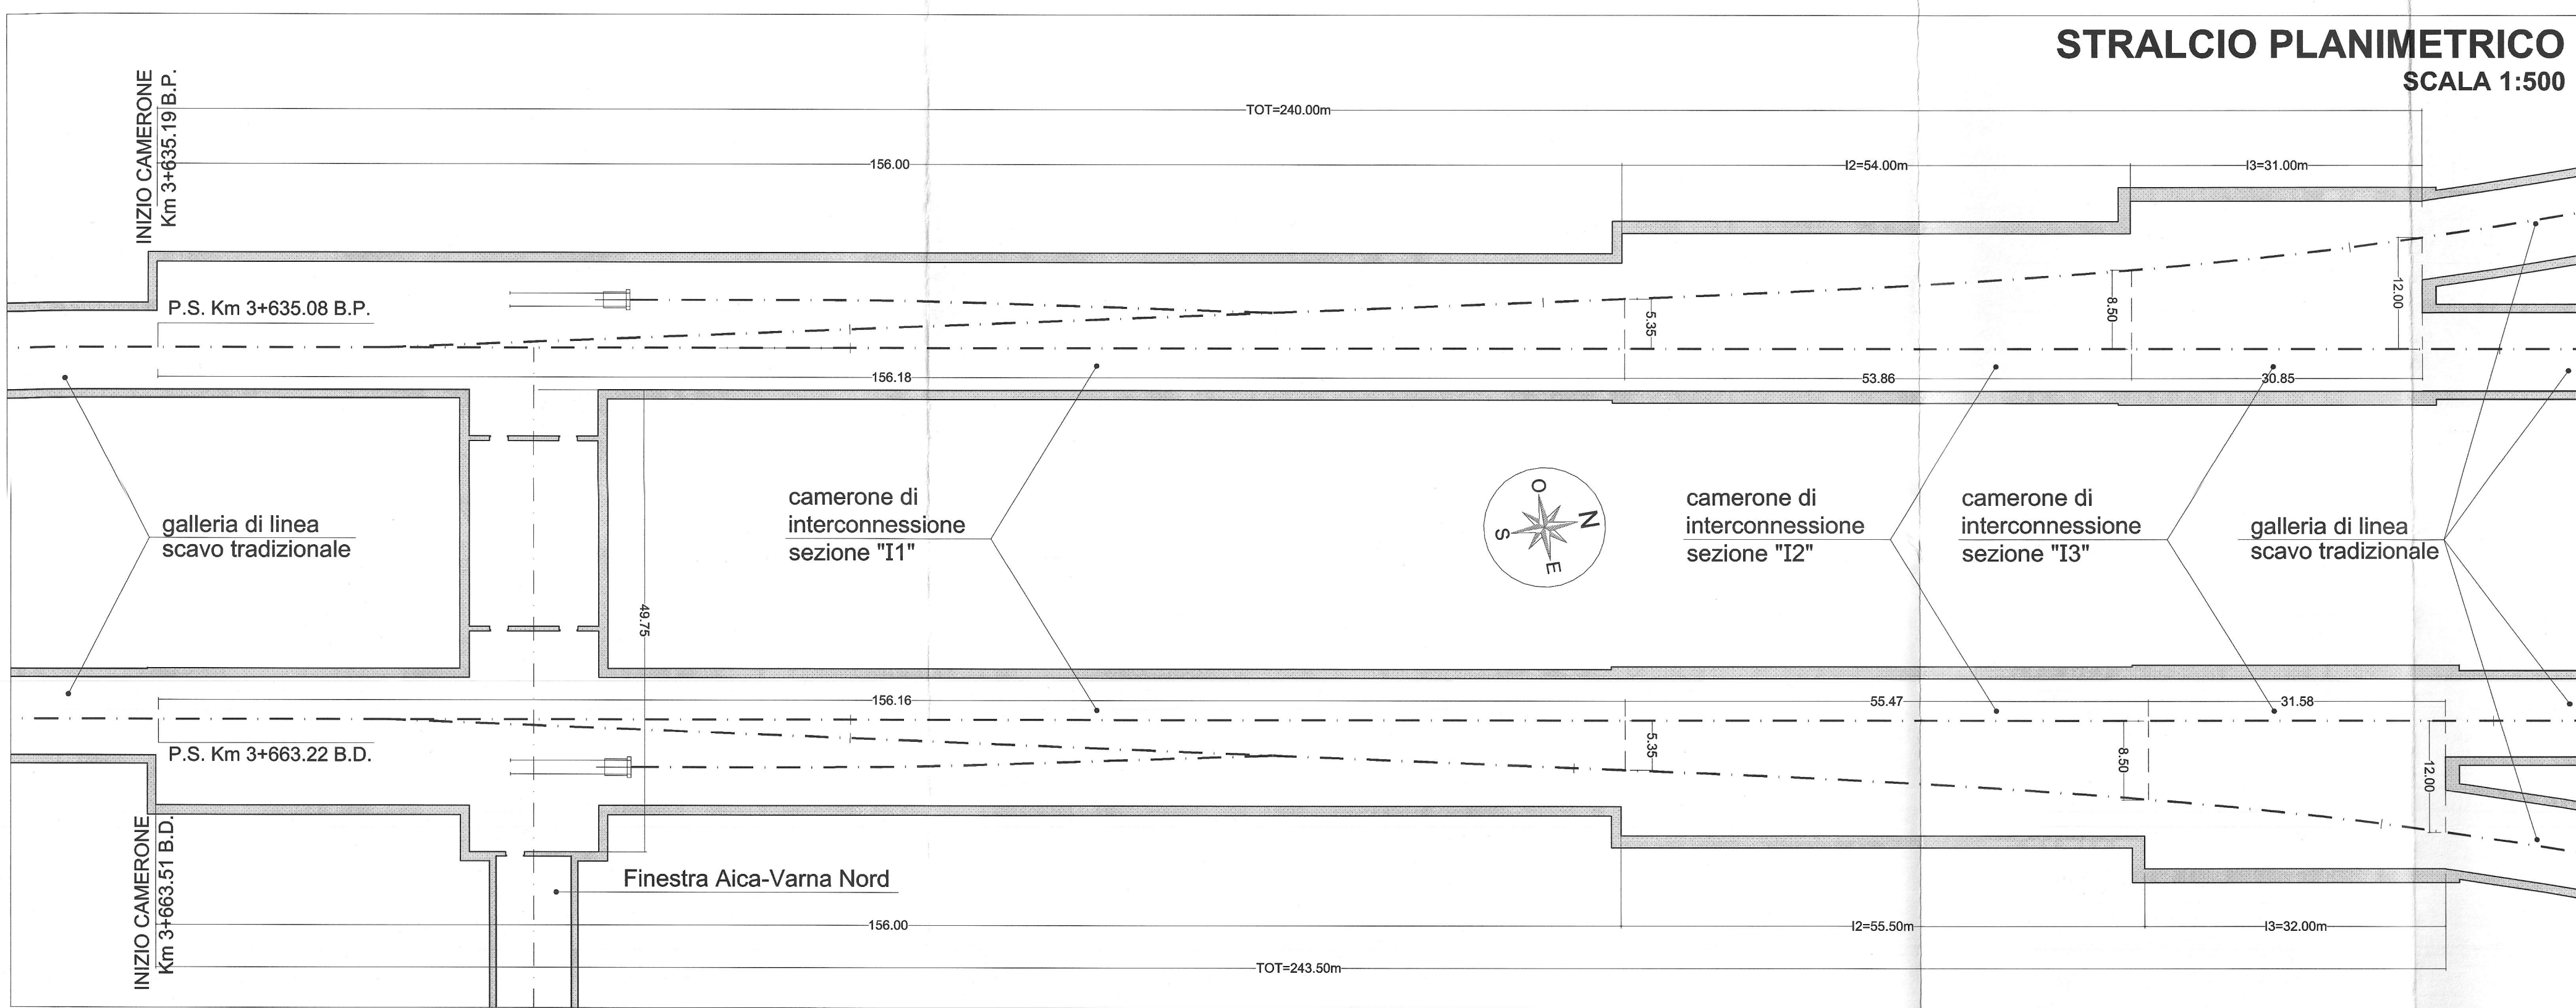 STRALCIO PLANIMETRICO
SCALA 1:500
INIZIO CAMERONE
Km 3+635.19 B.P.
TOT=240.00m
156.00
I2=54.00m
I3=31.00m
P.S. Km 3+635.08 B.P.
5.35
8.50
12.00
156.18
53.86
30.85
galleria di linea
scavo tradizionale
camerone di
interconnessione
sezione "I1"
O
N
S
E
camerone di
interconnessione
sezione "I2"
camerone di
interconnessione
sezione "I3"
galleria di linea
scavo tradizionale
49.75
156.16
55.47
31.58
P.S. Km 3+663.22 B.D.
5.35
8.50
12.00
INIZIO CAMERONE
Km 3+663.51 B.D.
Finestra Aica-Varna Nord
156.00
I2=55.50m
I3=32.00m
TOT=243.50m